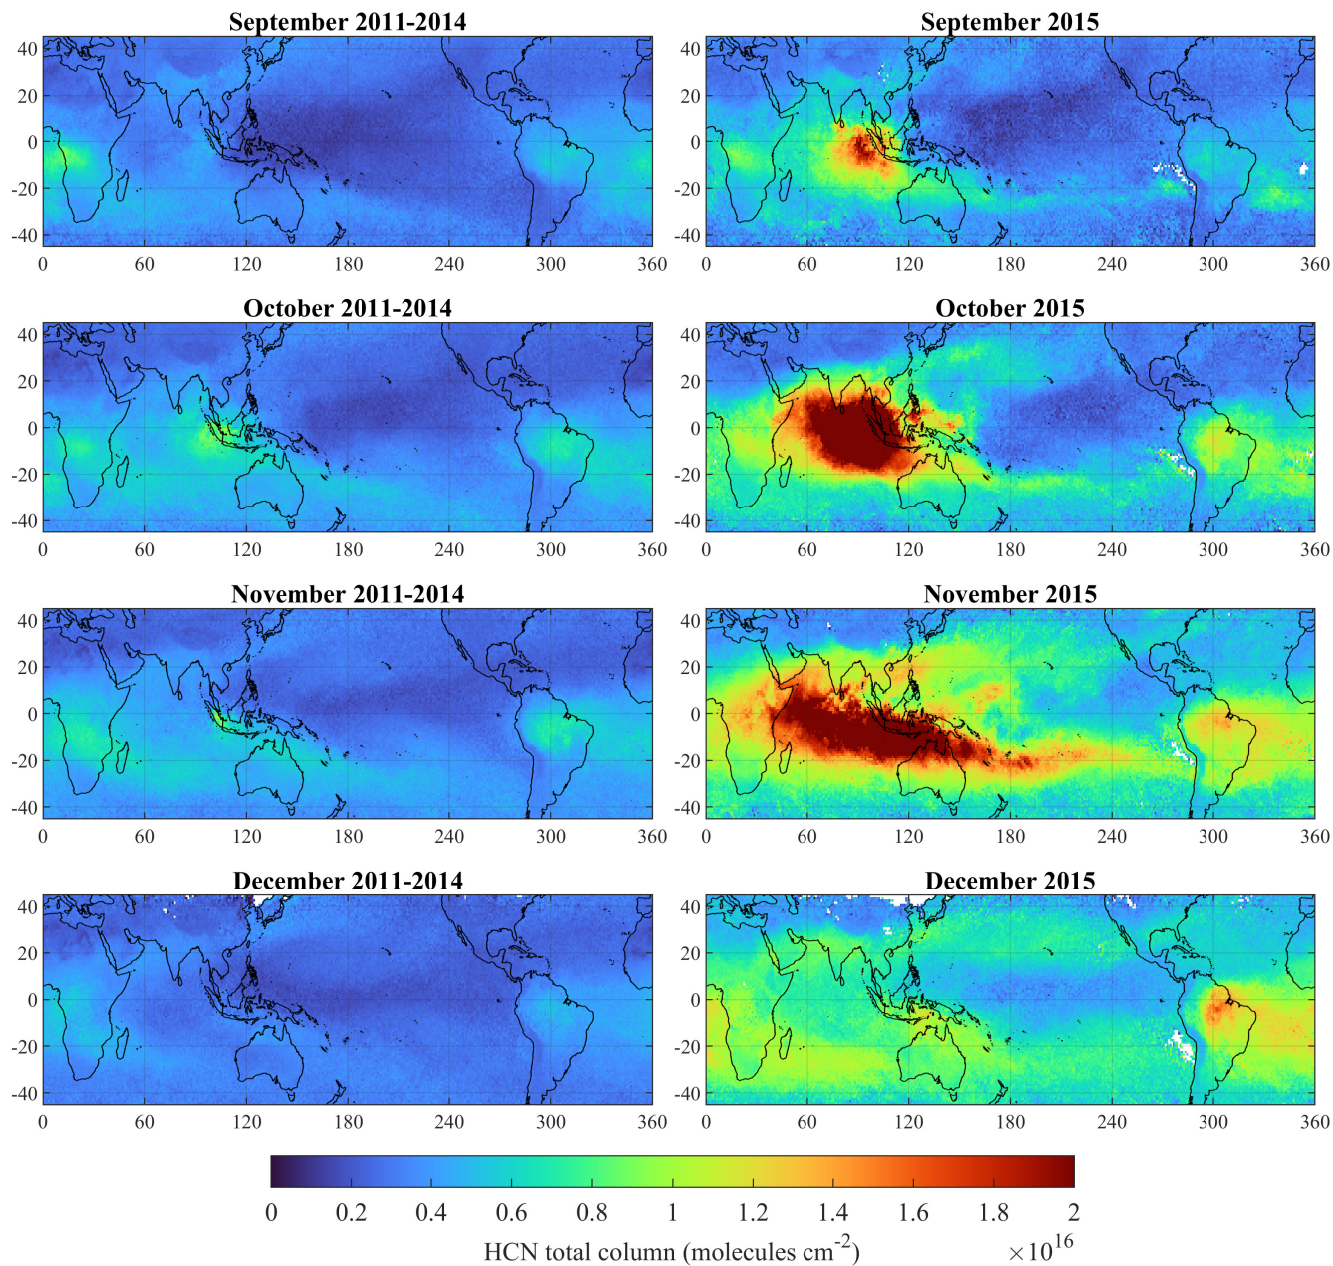 September 2011-2014
September 2015
40
20
0
-20
-40
0 60 120 180 240 300 360
40
20
0
-20
-40
0 60 120 180 240 300 360
October 2011-2014
October 2015
40
20
0
-20
-40
0 60 120 180 240 300 360
40
20
0
-20
-40
0 60 120 180 240 300 360
November 2011-2014
November 2015
40
20
0
-20
-40
0 60 120 180 240 300 360
40
20
0
-20
-40
0 60 120 180 240 300 360
December 2011-2014
December 2015
40
20
0
-20
-40
0 60 120 180 240 300 360
40
20
0
-20
-40
0 60 120 180 240 300 360
0 0.2 0.4 0.6 0.8 1 1.2 1.4 1.6 1.8 2
HCN total column (molecules cm⁻²) ×10¹⁶